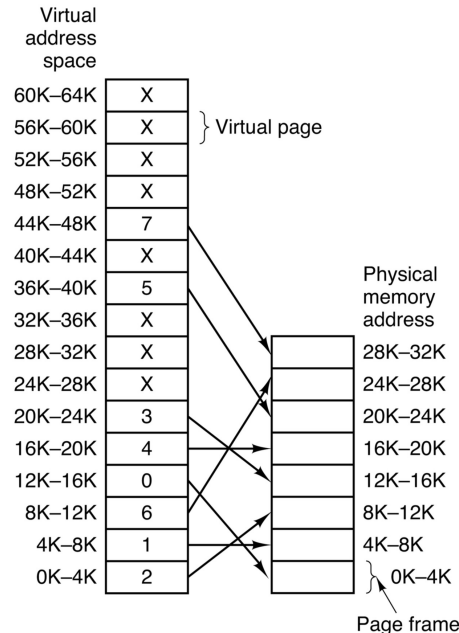 Virtual
address
space
60K–64K X
56K–60K X Virtual page
52K–56K X
48K–52K X
44K–48K 7
40K–44K X
36K–40K 5
32K–36K X
28K–32K X
24K–28K X
20K–24K 3
16K–20K 4
12K–16K 0
8K–12K 6
4K–8K 1
0K–4K 2
Physical
memory
address
28K–32K
24K–28K
20K–24K
16K–20K
12K–16K
8K–12K
4K–8K
0K–4K
Page frame